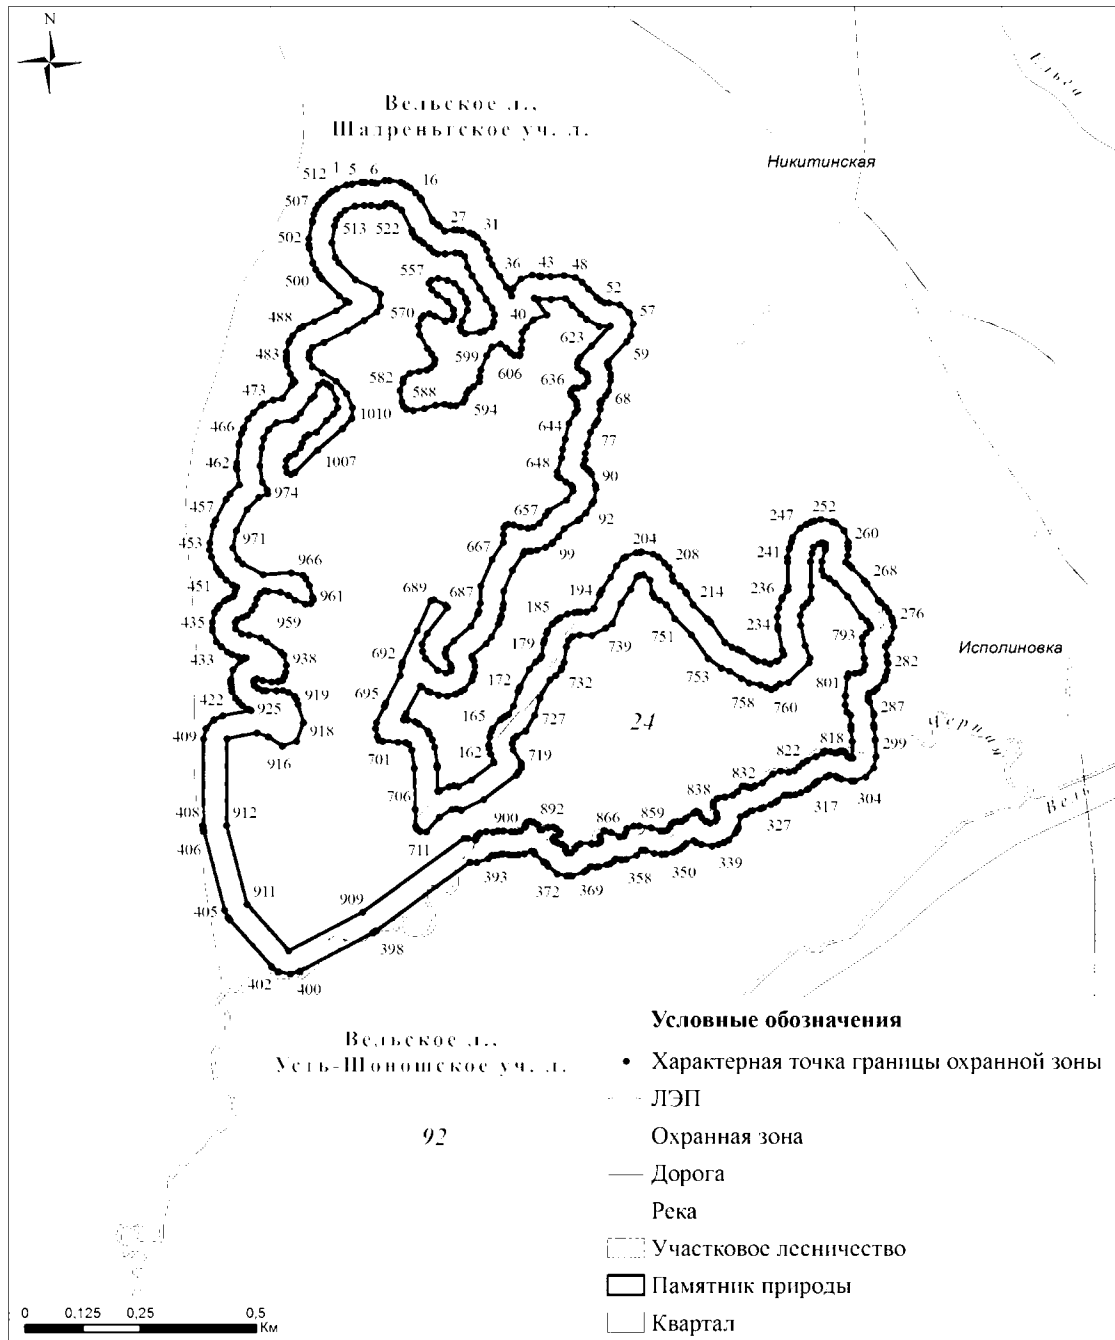 N
Ельга
Вельское л.,
Шадреньгское уч. л.
Никитинская
512 1 5 6 16
507
27 31
513 522
502
557 36 43 48
500
52
570 40 57
488
623 59
483 599 606
636
582 588 68
473 594
1010 644
466 77
1007
462 648 90
974
457 657 92
247 252
971 667 99 260
453 241
966 204 208
268
451 689 687 194 236
961 214
185 276
435 959 234
751 793
179 739
433 938 692 753 282
Исполиновка
172 732 801
919 695 758 760
422 925 287
165 727 24
Черная
409 918 162 299
916 701 719 822 818
Вель
832 304
408 912 706 838 317
892 866 859
900 327
406 711
393 372 369 358 350 339
911 909
405
398
402 400
Вельское л.,
Усть-Шоношское уч. л.
92
Условные обозначения
Характерная точка границы охранной зоны
ЛЭП
Охранная зона
Дорога
Река
Участковое лесничество
Памятник природы
Квартал
0 0,125 0,25 0,5
Км